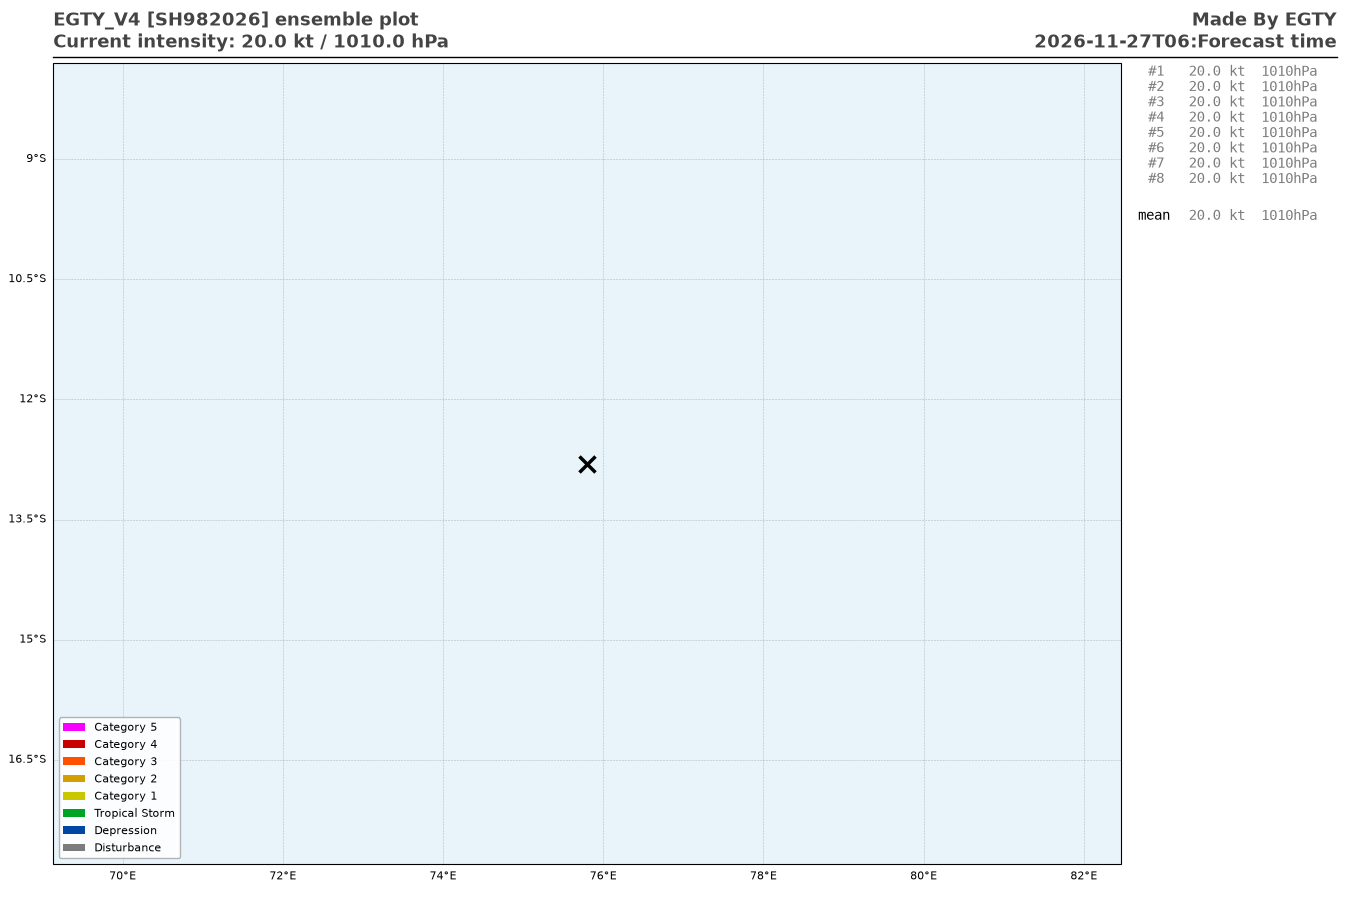 EGTY_V4 [SH982026] ensemble plot
Current intensity: 20.0 kt / 1010.0 hPa
Made By EGTY
2026-11-27T06:Forecast time
#1 20.0 kt 1010hPa
#2 20.0 kt 1010hPa
#3 20.0 kt 1010hPa
#4 20.0 kt 1010hPa
#5 20.0 kt 1010hPa
#6 20.0 kt 1010hPa
#7 20.0 kt 1010hPa
#8 20.0 kt 1010hPa
mean 20.0 kt 1010hPa
9°S
10.5°S
12°S
13.5°S
15°S
16.5°S
Category 5
Category 4
Category 3
Category 2
Category 1
Tropical Storm
Depression
Disturbance
70°E 72°E 74°E 76°E 78°E 80°E 82°E